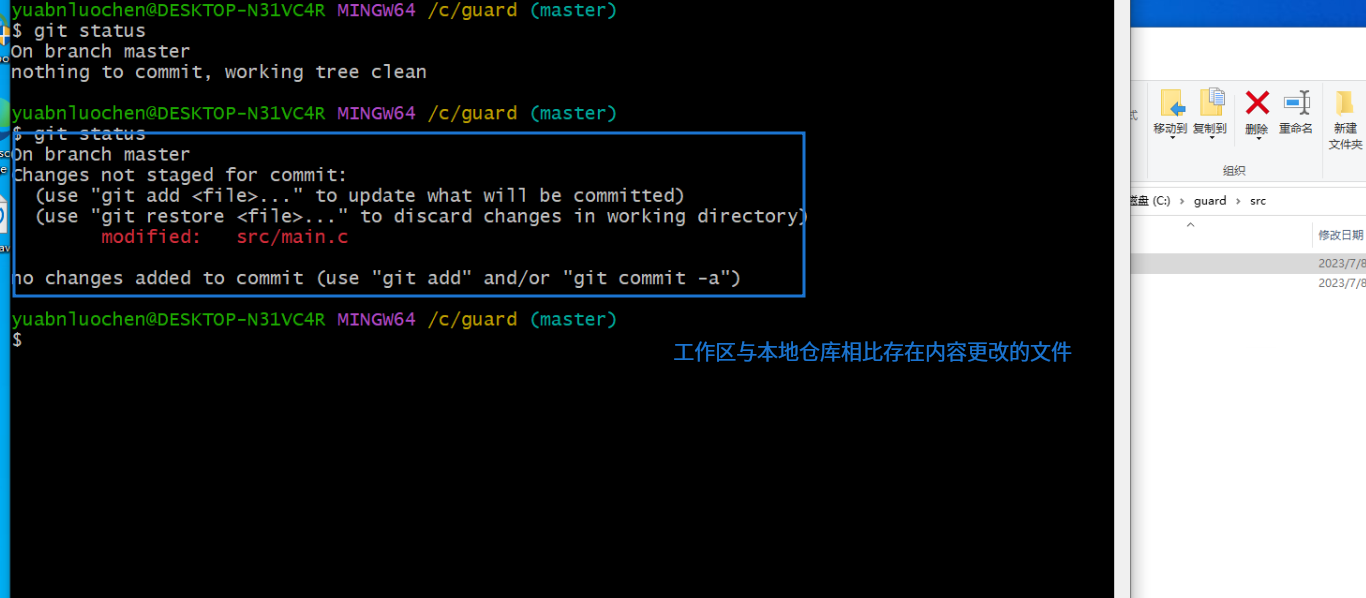 yuabnluochen@DESKTOP-N31VC4R MINGW64 /c/guard (master)
$ git status
On branch master
nothing to commit, working tree clean
yuabnluochen@DESKTOP-N31VC4R MINGW64 /c/guard (master)
$ git status
On branch master
Changes not staged for commit:
(use "git add <file>..." to update what will be committed)
(use "git restore <file>..." to discard changes in working directory)
modified: src/main.c
no changes added to commit (use "git add" and/or "git commit -a")
yuabnluochen@DESKTOP-N31VC4R MINGW64 /c/guard (master)
$
工作区与本地仓库相比存在内容更改的文件
移动到 复制到 删除 重命名 新建
文件夹
组织
(C:) › guard › src
修改日期
2023/7/8
2023/7/8